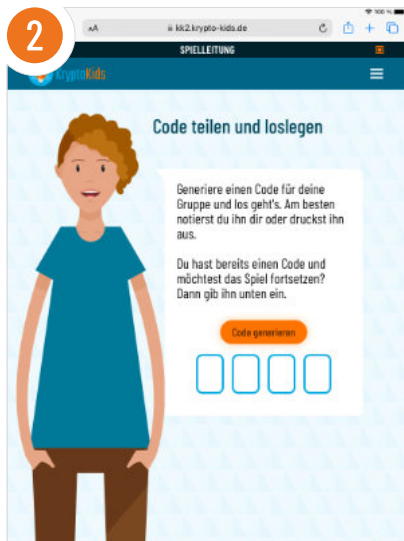 2
100 %
AA
kk2.krypto-kids.de
SPIELLEITUNG
KryptoKids
Code teilen und loslegen
Generiere einen Code für deine
Gruppe und los geht's. Am besten
notierst du ihn dir oder druckst ihn
aus.
Du hast bereits einen Code und
möchtest das Spiel fortsetzen?
Dann gib ihn unten ein.
Code generieren